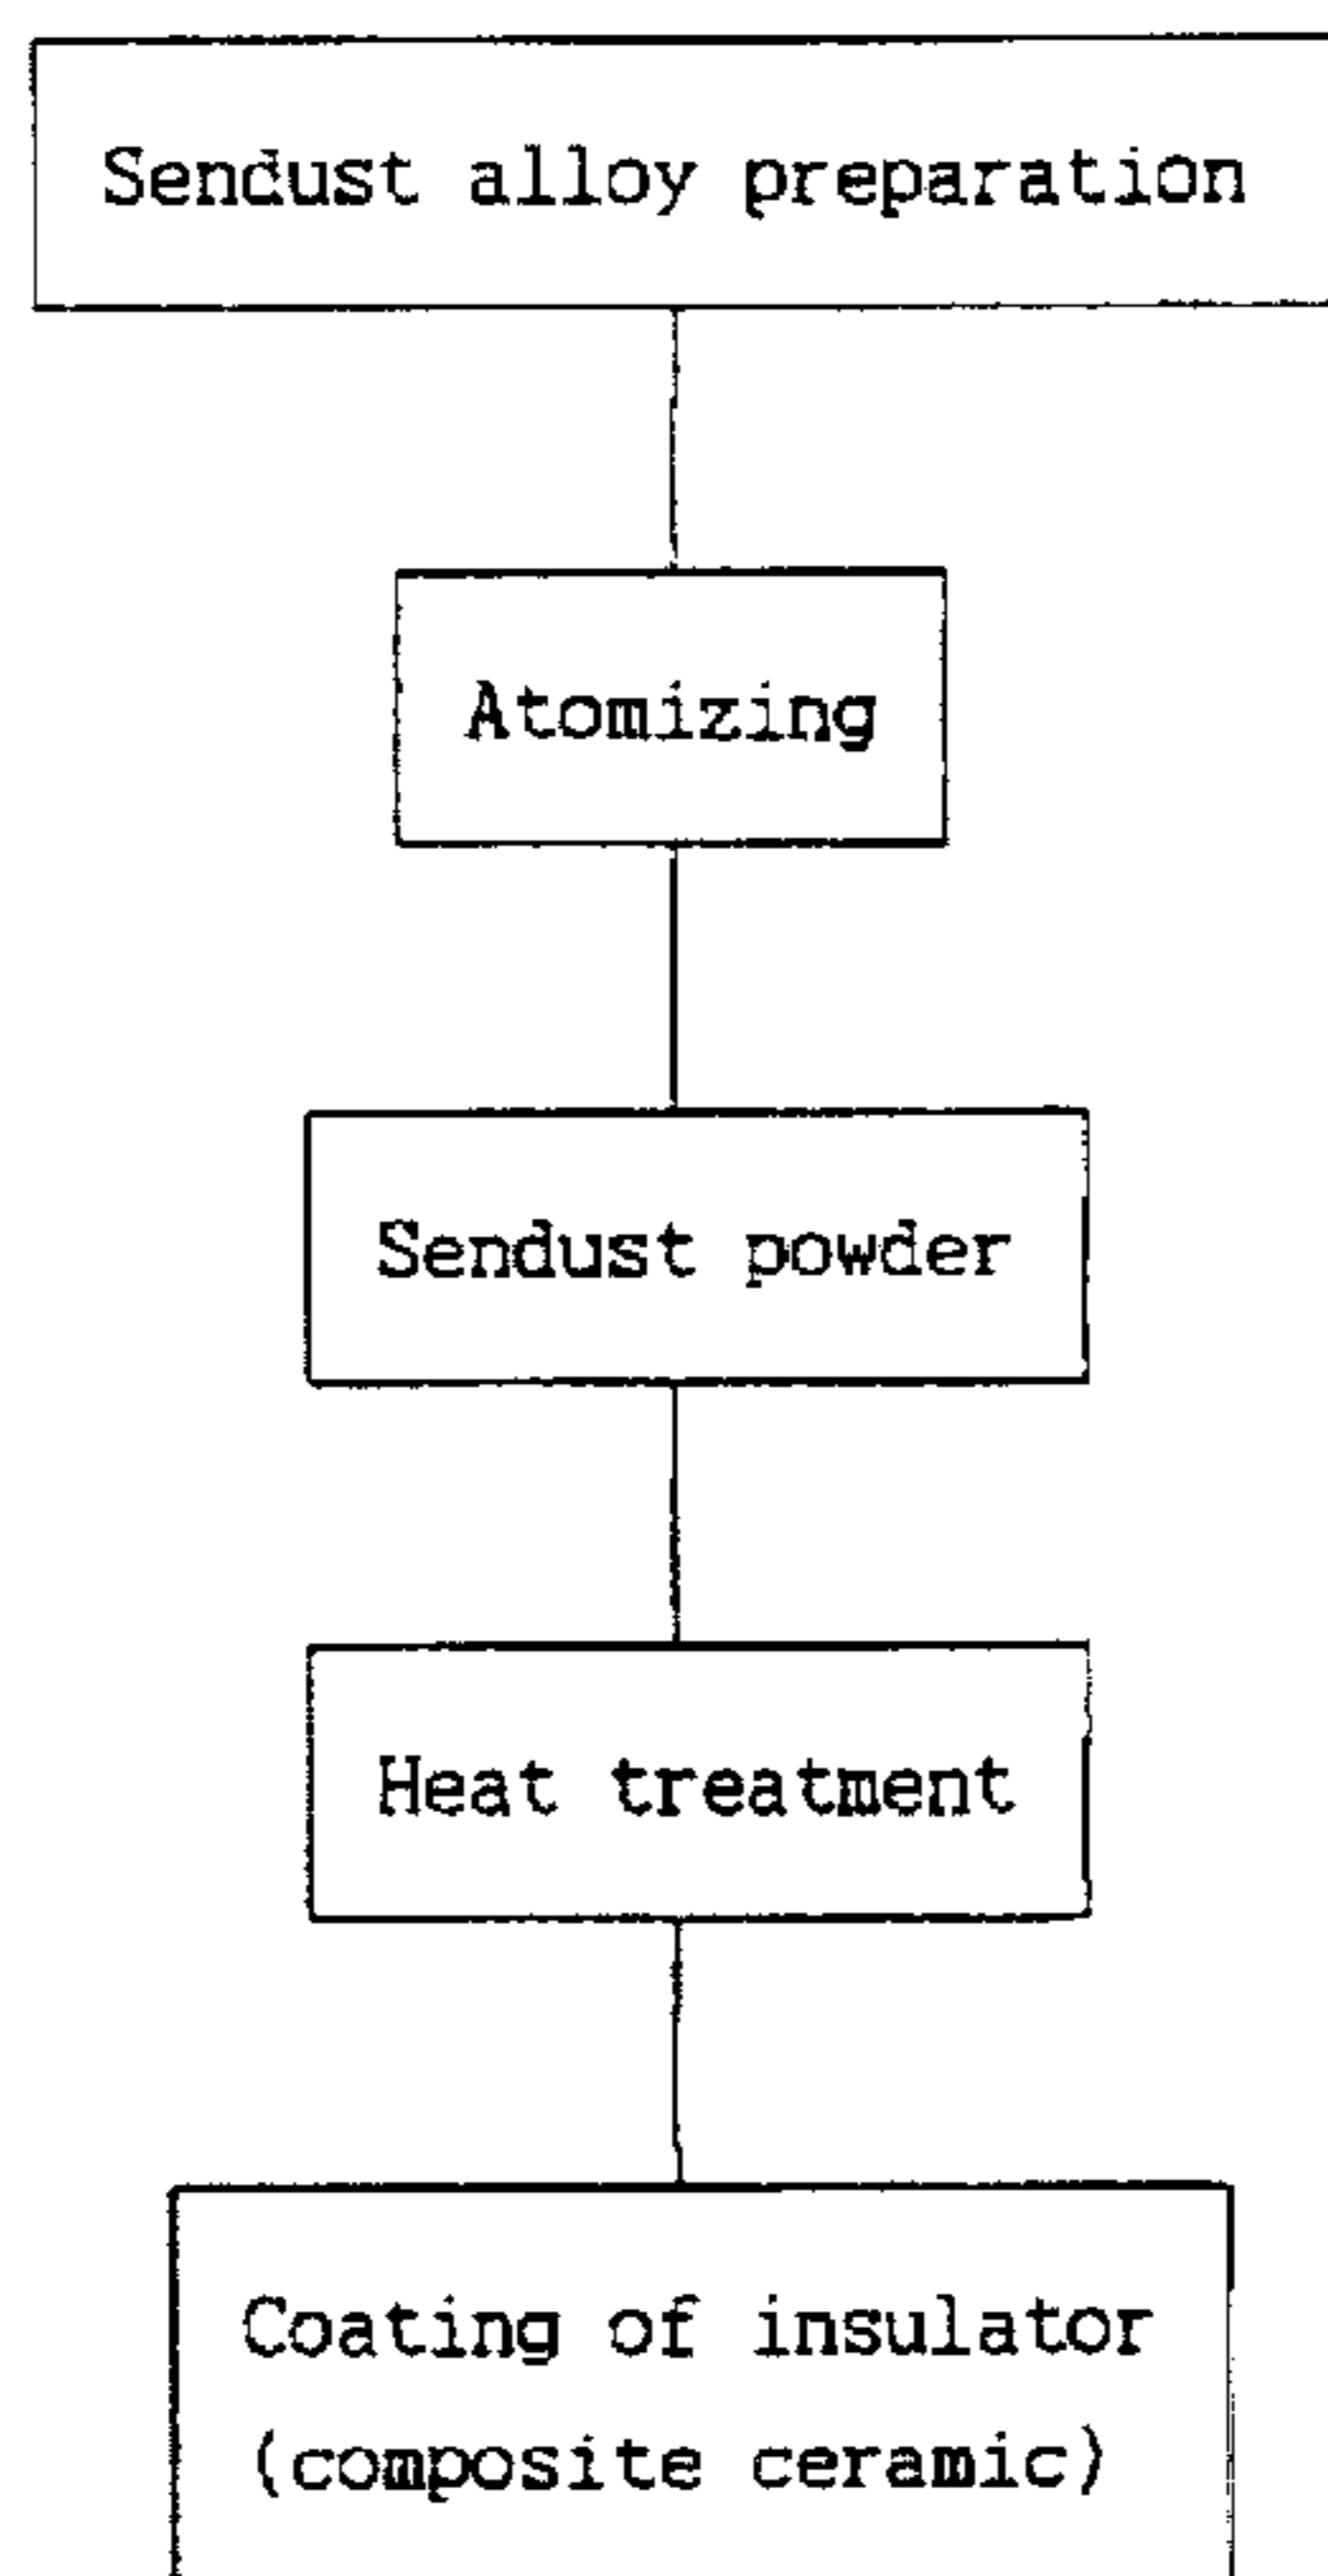 Sendust alloy preparation
Atomizing
Sendust powder
Heat treatment
Coating of insulator
(composite ceramic)